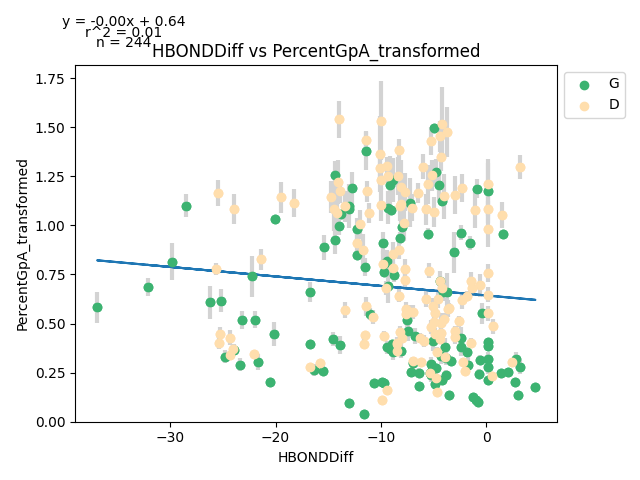 y = -0.00x + 0.64
r^2 = 0.01
n = 244
HBONDDiff vs PercentGpA_transformed
PercentGpA_transformed
1.75
1.50
1.25
1.00
0.75
0.50
0.25
0.00
−30
−20
−10
0
HBONDDiff
G
D